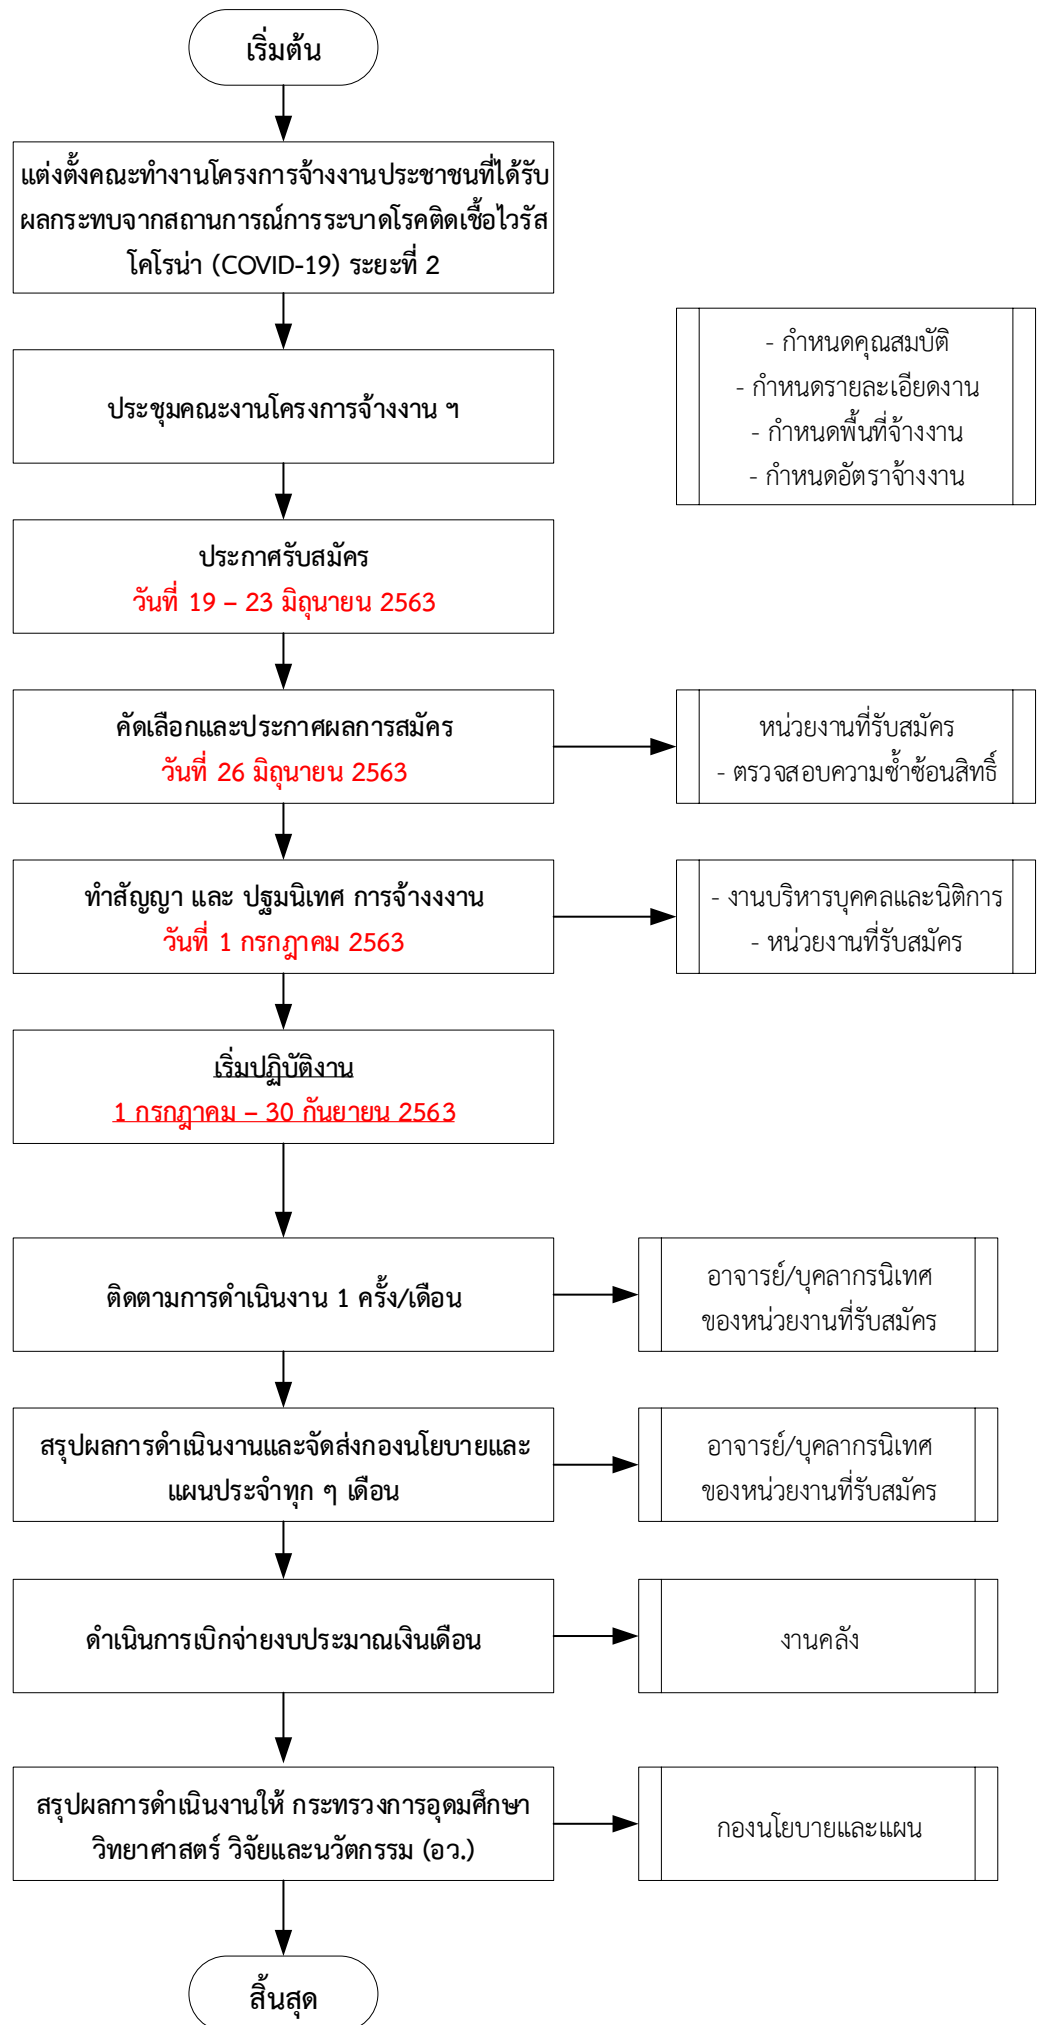 เริ่มต้น
แต่งตั้งคณะทำงานโครงการจ้างงานประชาชนที่ได้รับ
ผลกระทบจากสถานการณ์การระบาดโรคติดเชื้อไวรัส
โคโรน่า (COVID-19) ระยะที่ 2
ประชุมคณะงานโครงการจ้างงาน ฯ
- กำหนดคุณสมบัติ
- กำหนดรายละเอียดงาน
- กำหนดพื้นที่จ้างงาน
- กำหนดอัตราจ้างงาน
ประกาศรับสมัคร
วันที่ 19 – 23 มิถุนายน 2563
คัดเลือกและประกาศผลการสมัคร
วันที่ 26 มิถุนายน 2563
หน่วยงานที่รับสมัคร
- ตรวจสอบความซ้ำซ้อนสิทธิ์
ทำสัญญา และ ปฐมนิเทศ การจ้างงงาน
วันที่ 1 กรกฎาคม 2563
- งานบริหารบุคคลและนิติการ
- หน่วยงานที่รับสมัคร
เริ่มปฏิบัติงาน
1 กรกฎาคม – 30 กันยายน 2563
ติดตามการดำเนินงาน 1 ครั้ง/เดือน
อาจารย์/บุคลากรนิเทศ
ของหน่วยงานที่รับสมัคร
สรุปผลการดำเนินงานและจัดส่งกองนโยบายและ
แผนประจำทุก ๆ เดือน
อาจารย์/บุคลากรนิเทศ
ของหน่วยงานที่รับสมัคร
ดำเนินการเบิกจ่ายงบประมาณเงินเดือน
งานคลัง
สรุปผลการดำเนินงานให้ กระทรวงการอุดมศึกษา
วิทยาศาสตร์ วิจัยและนวัตกรรม (อว.)
กองนโยบายและแผน
สิ้นสุด